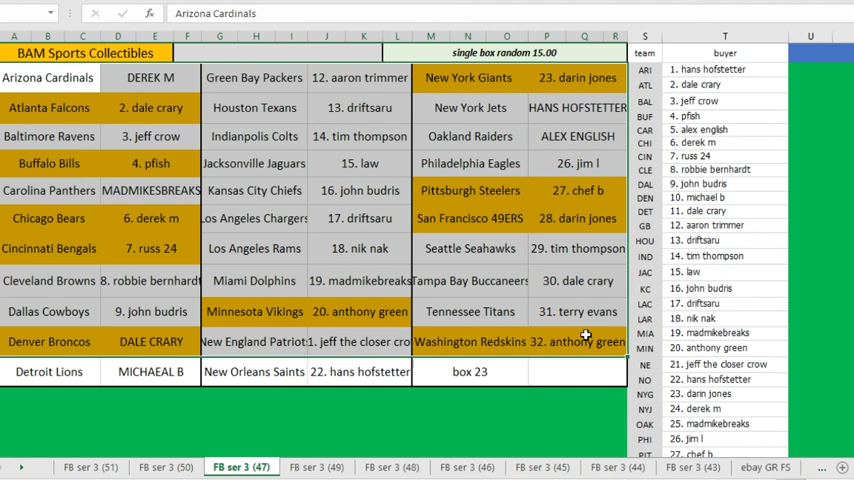 Arizona Cardinals
A B C D E F G H I J K L M N O P Q R S T U
BAM Sports Collectibles single box random 15.00 team buyer
Arizona Cardinals DEREK M Green Bay Packers 12. aaron trimmer New York Giants 23. darin jones ARI 1. hans hofstetter
Atlanta Falcons 2. dale crary Houston Texans 13. driftsaru New York Jets HANS HOFSTETTER ATL 2. dale crary
Baltimore Ravens 3. jeff crow Indianpolis Colts 14. tim thompson Oakland Raiders ALEX ENGLISH BAL 3. jeff crow
Buffalo Bills 4. pfish Jacksonville Jaguars 15. law Philadelphia Eagles 26. jim l BUF 4. pfish
Carolina Panthers MADMIKESBREAKS Kansas City Chiefs 16. john budris Pittsburgh Steelers 27. chef b CAR 5. alex english
Chicago Bears 6. derek m Los Angeles Chargers 17. driftsaru San Francisco 49ERS 28. darin jones CHI 6. derek m
Cincinnati Bengals 7. russ 24 Los Angeles Rams 18. nik nak Seattle Seahawks 29. tim thompson CIN 7. russ 24
Cleveland Browns 8. robbie bernhardt Miami Dolphins 19. madmikebreaks Tampa Bay Buccaneers 30. dale crary CLE 8. robbie bernhardt
Dallas Cowboys 9. john budris Minnesota Vikings 20. anthony green Tennessee Titans 31. terry evans DAL 9. john budris
Denver Broncos DALE CRARY New England Patriots 1. jeff the closer cro Washington Redskins 32. anthony green DEN 10. michael b
Detroit Lions MICHAEAL B New Orleans Saints 22. hans hofstetter box 23 DET 11. dale crary
GB 12. aaron trimmer
HOU 13. driftsaru
IND 14. tim thompson
JAC 15. law
KC 16. john budris
LAC 17. driftsaru
LAR 18. nik nak
MIA 19. madmikebreaks
MIN 20. anthony green
NE 21. jeff the closer crow
NO 22. hans hofstetter
NYG 23. darin jones
NYJ 24. derek m
OAK 25. madmikebreaks
PHI 26. jim l
PIT 27. chef b
... FB ser 3 (51) FB ser 3 (50) FB ser 3 (47) FB ser 3 (49) FB ser 3 (48) FB ser 3 (46) FB ser 3 (45) FB ser 3 (44) FB ser 3 (43) ebay GR FS ...